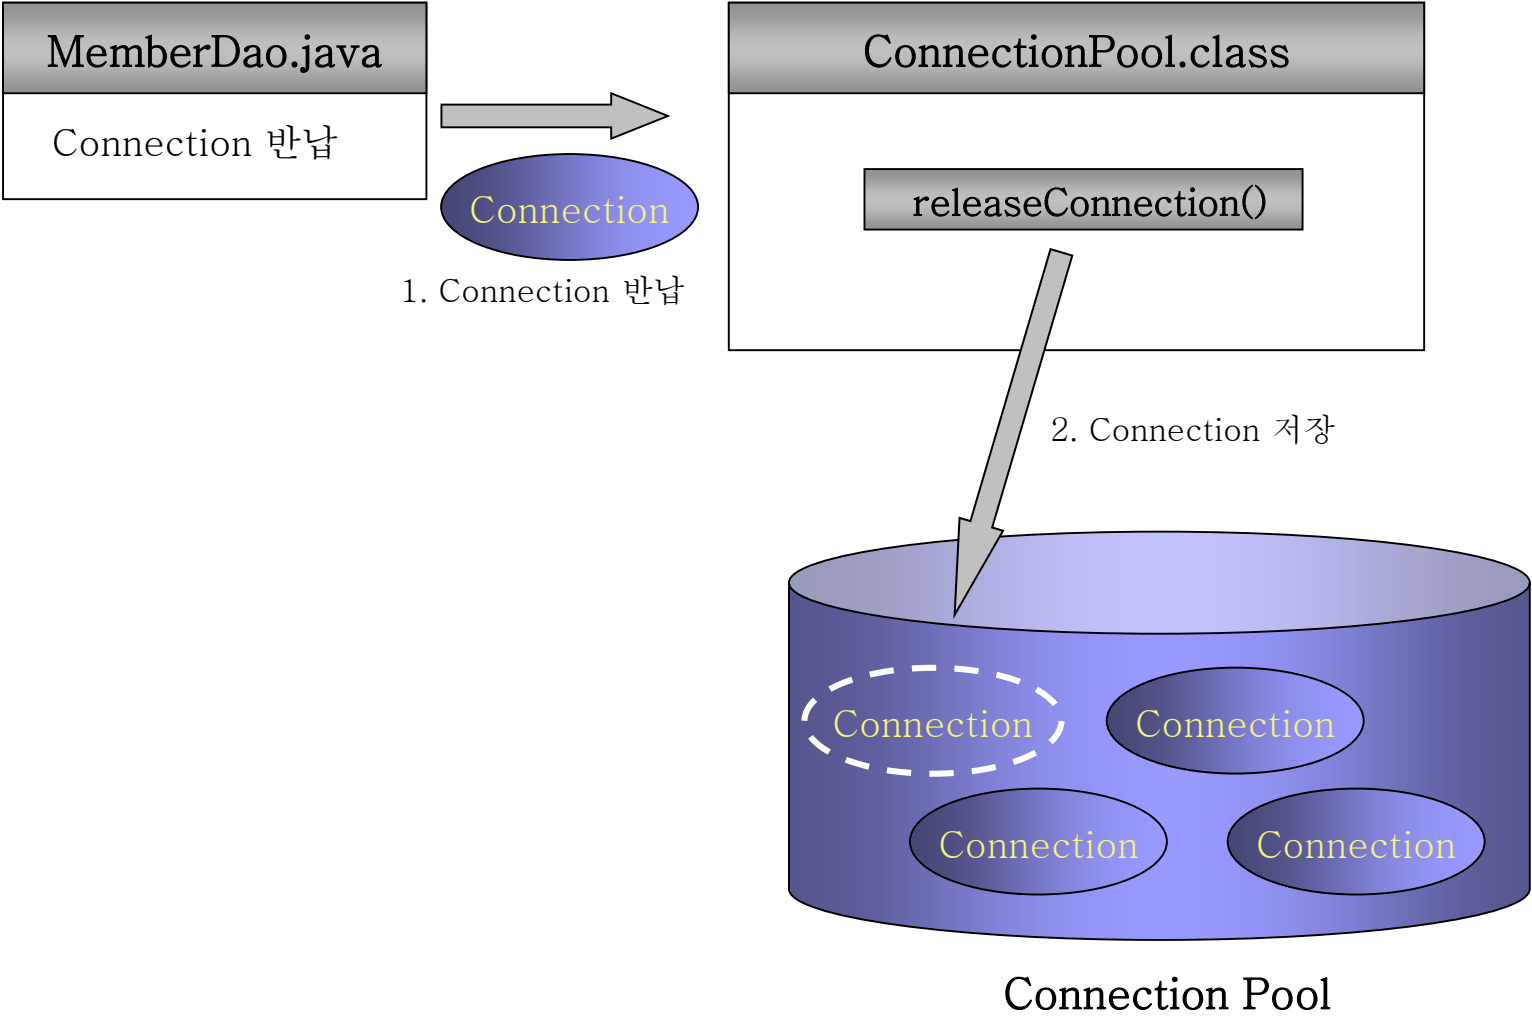 MemberDao.java
Connection 반납
Connection
1. Connection 반납
ConnectionPool.class
releaseConnection()
2. Connection 저장
Connection
Connection
Connection
Connection
Connection Pool